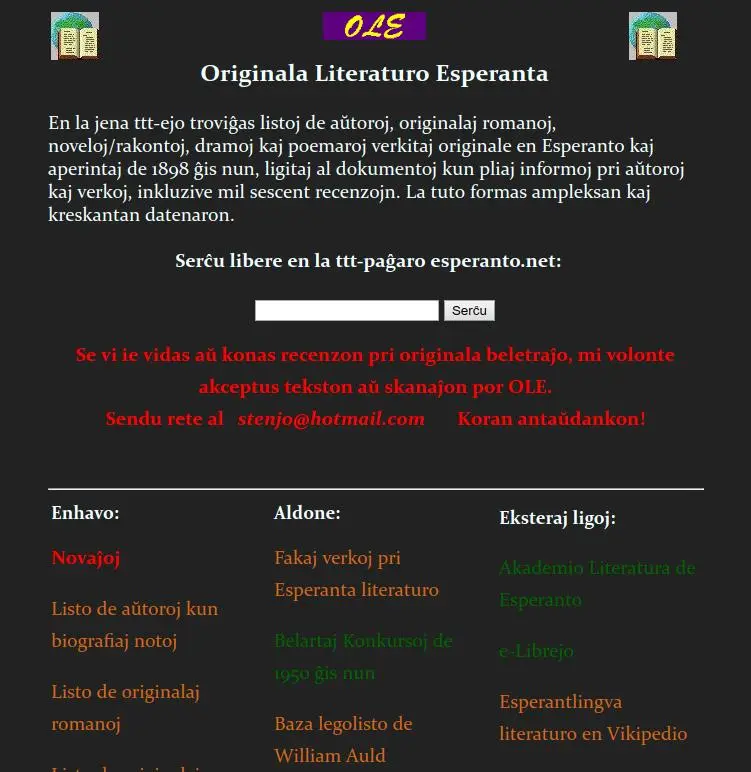 OLE
Originala Literaturo Esperanta
En la jena ttt-ejo troviĝas listoj de aŭtoroj, originalaj romanoj,
noveloj/rakontoj, dramoj kaj poemaroj verkitaj originale en Esperanto kaj
aperintaj de 1898 ĝis nun, ligitaj al dokumentoj kun pliaj informoj pri aŭtoroj
kaj verkoj, inkluzive mil sescent recenzojn. La tuto formas ampleksan kaj
kreskantan datenaron.
Serĉu libere en la ttt-paĝaro esperanto.net:
Serĉu
Se vi ie vidas aŭ konas recenzon pri originala beletraĵo, mi volonte
akceptus tekston aŭ skanaĵon por OLE.
Sendu rete al stenjo@hotmail.com Koran antaŭdankon!
Enhavo:
Novaĵoj
Listo de aŭtoroj kun
biografiaj notoj
Listo de originalaj
romanoj
Aldone:
Fakaj verkoj pri
Esperanta literaturo
Belartaj Konkursoj de
1950 ĝis nun
Baza legolisto de
William Auld
Eksteraj ligoj:
Akademio Literatura de
Esperanto
e-Librejo
Esperantlingva
literaturo en Vikipedio